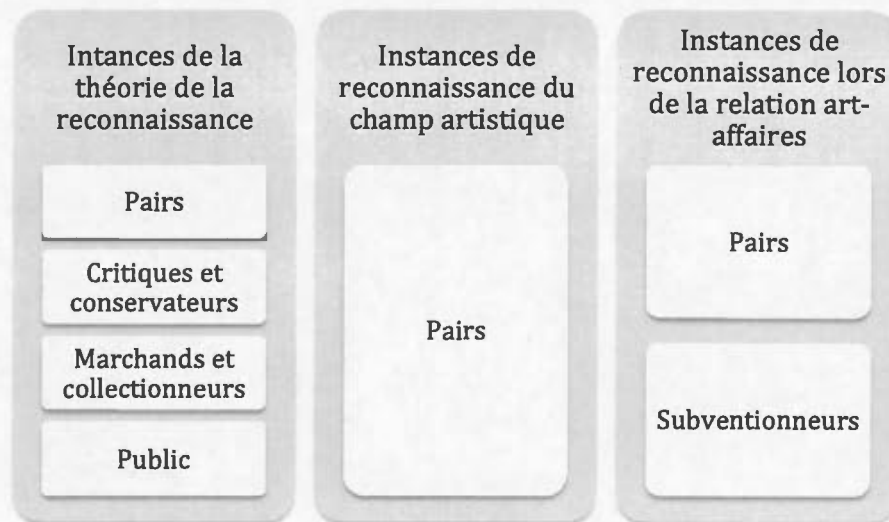 Intances de la
théorie de la
reconnaissance
Pairs
Critiques et
conservateurs
Marchands et
collectionneurs
Public
Instances de
reconnaissance du
champ artistique
Pairs
Instances de
reconnaissance lors
de la relation art-
affaires
Pairs
Subventionneurs